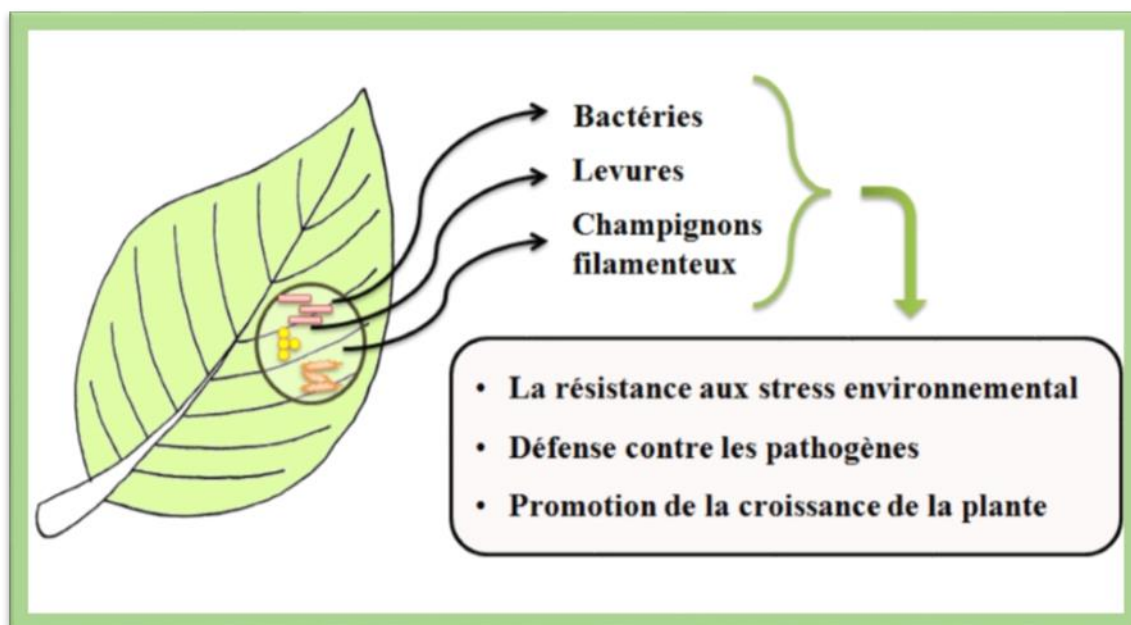 Bactéries
Levures
Champignons
filamenteux
• La résistance aux stress environnemental
• Défense contre les pathogènes
• Promotion de la croissance de la plante